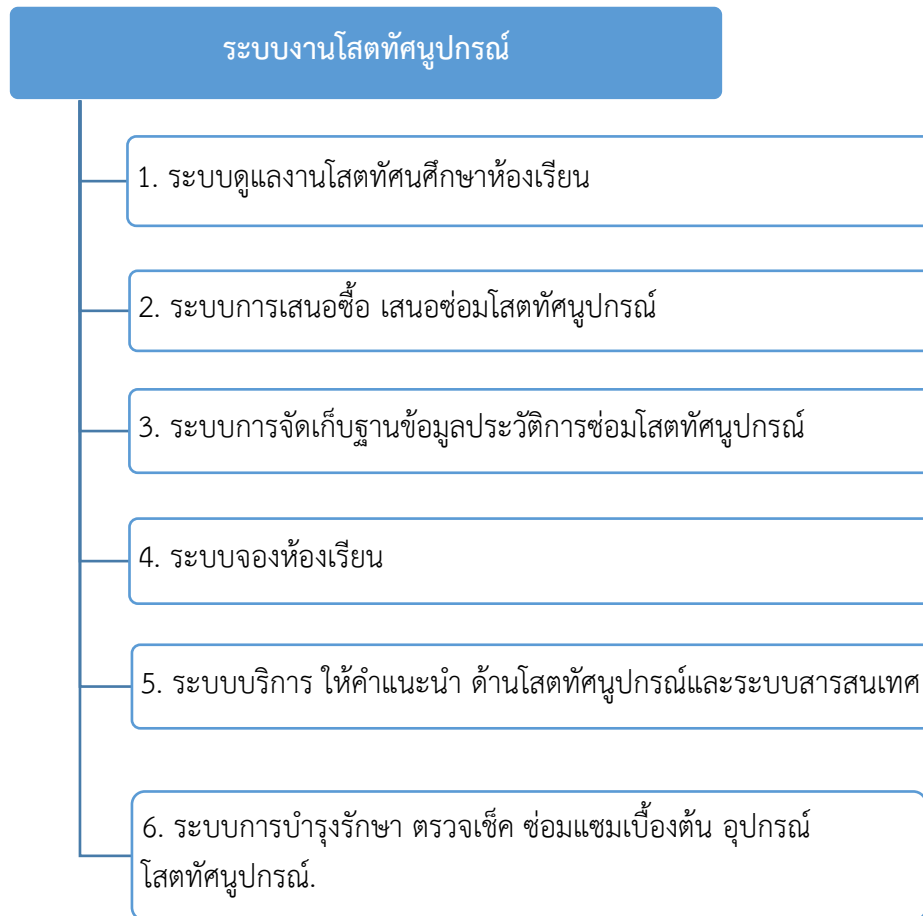 ระบบงานโสตทัศนูปกรณ์
1. ระบบดูแลงานโสตทัศนศึกษาห้องเรียน
2. ระบบการเสนอซื้อ เสนอซ่อมโสตทัศนูปกรณ์
3. ระบบการจัดเก็บฐานข้อมูลประวัติการซ่อมโสตทัศนูปกรณ์
4. ระบบจองห้องเรียน
5. ระบบบริการ ให้คำแนะนำ ด้านโสตทัศนูปกรณ์และระบบสารสนเทศ
6. ระบบการบำรุงรักษา ตรวจเช็ค ซ่อมแซมเบื้องต้น อุปกรณ์
โสตทัศนูปกรณ์.